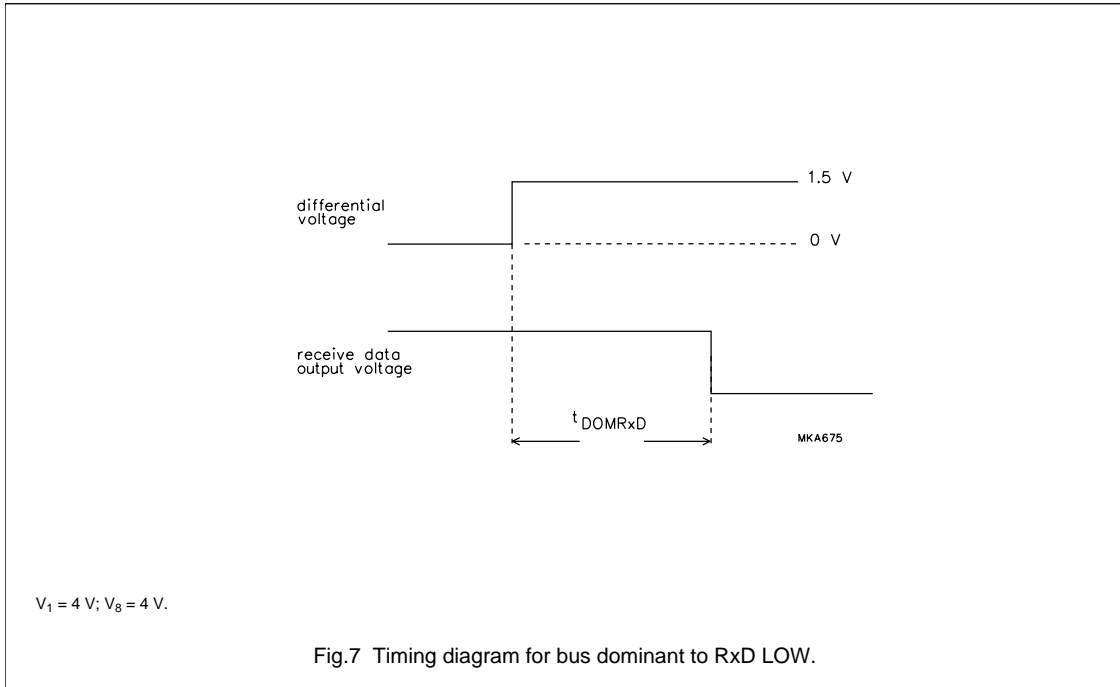 1.5 V
differential
voltage
0 V
receive data
output voltage
tDOMRxD
MKA675
V1 = 4 V; V8 = 4 V.
Fig.7 Timing diagram for bus dominant to RxD LOW.